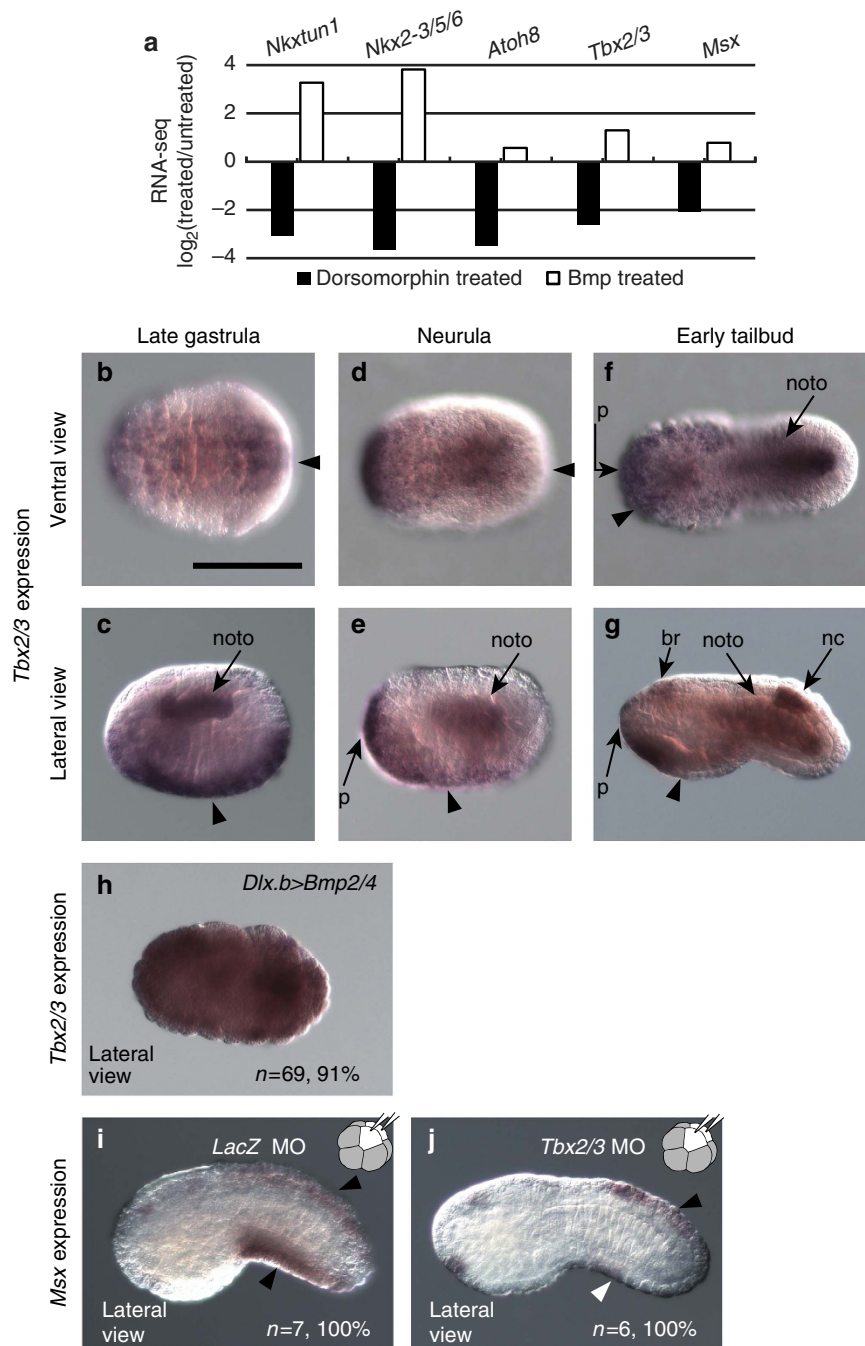 a
Nkxtun1 Nkx2-3/5/6 Atoh8 Tbx2/3 Msx
RNA-seq
log2(treated/untreated)
4
2
0
−2
−4
Dorsomorphin treated Bmp treated
Late gastrula Neurula Early tailbud
Tbx2/3 expression
Ventral view
b d f
p noto
Lateral view
c e g
noto
noto
p
br noto nc
p
Tbx2/3 expression
h
Dlx.b>Bmp2/4
Lateral
view
n=69, 91%
Msx expression
i
LacZ MO
Lateral
view
n=7, 100%
j
Tbx2/3 MO
Lateral
view
n=6, 100%